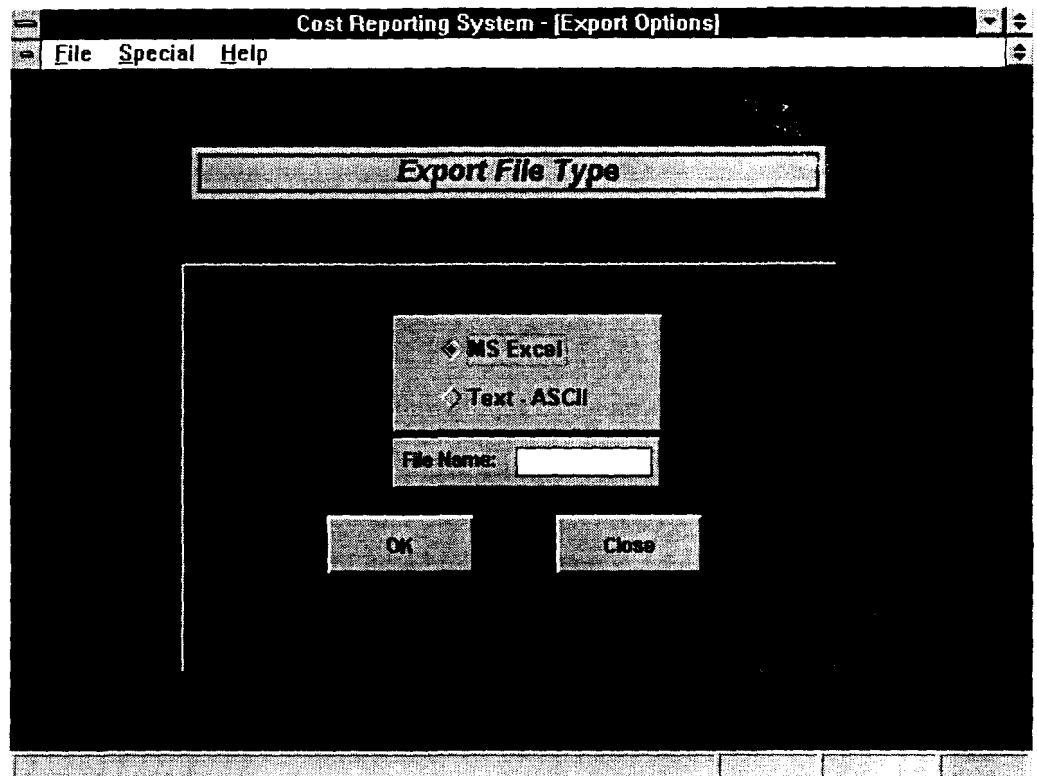 Cost Reporting System - [Export Options]
File Special Help
Export File Type
MS Excel
Text - ASCII
File Name:
OK Close